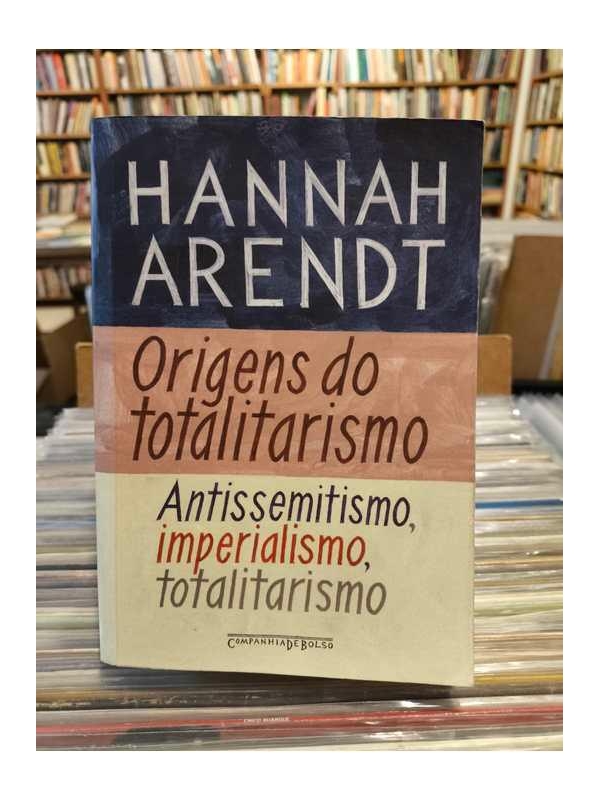 HANNAH
ARENDT
Origens do
totalitarismo
Antissemitismo,
imperialismo,
totalitarismo
COMPANHIA DE BOLSO